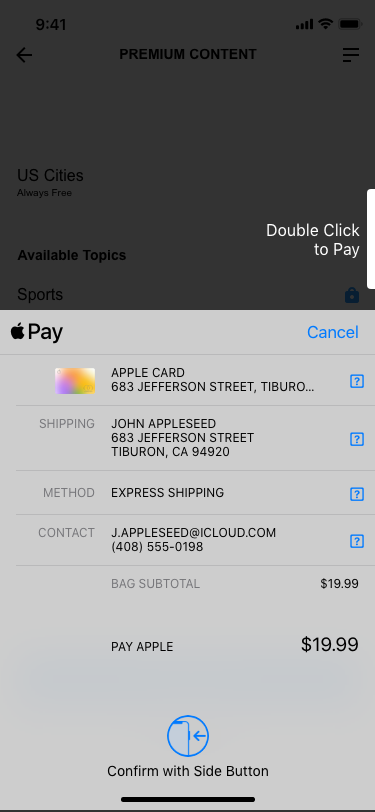 9:41
PREMIUM CONTENT
US Cities
Always Free
Double Click
to Pay
Available Topics
Sports
Pay
Cancel
APPLE CARD
683 JEFFERSON STREET, TIBURO...
SHIPPING
JOHN APPLESEED
683 JEFFERSON STREET
TIBURON, CA 94920
METHOD
EXPRESS SHIPPING
CONTACT
J.APPLESEED@ICLOUD.COM
(408) 555-0198
BAG SUBTOTAL
$19.99
PAY APPLE
$19.99
Confirm with Side Button